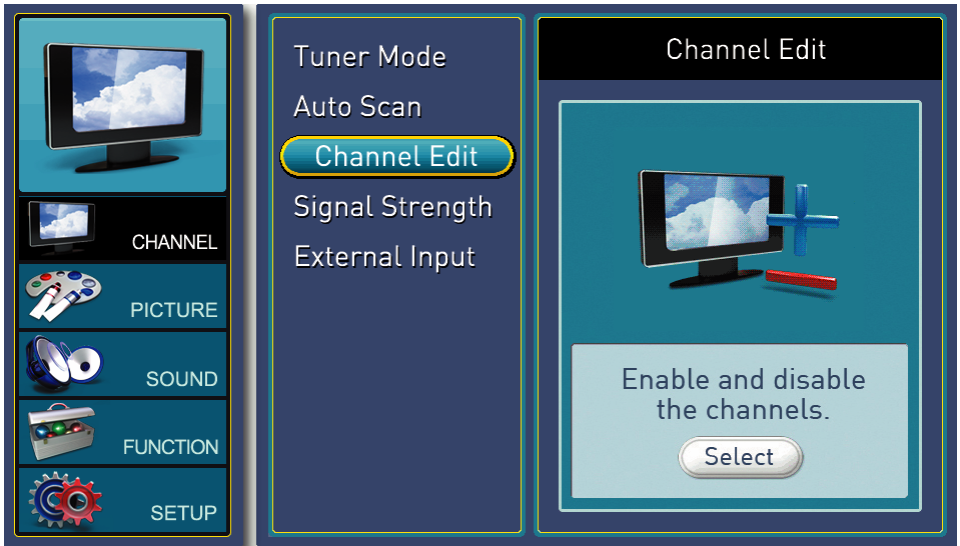 CHANNEL
PICTURE
SOUND
FUNCTION
SETUP
Tuner Mode
Auto Scan
Channel Edit
Signal Strength
External Input
Channel Edit
Enable and disable
the channels.
Select